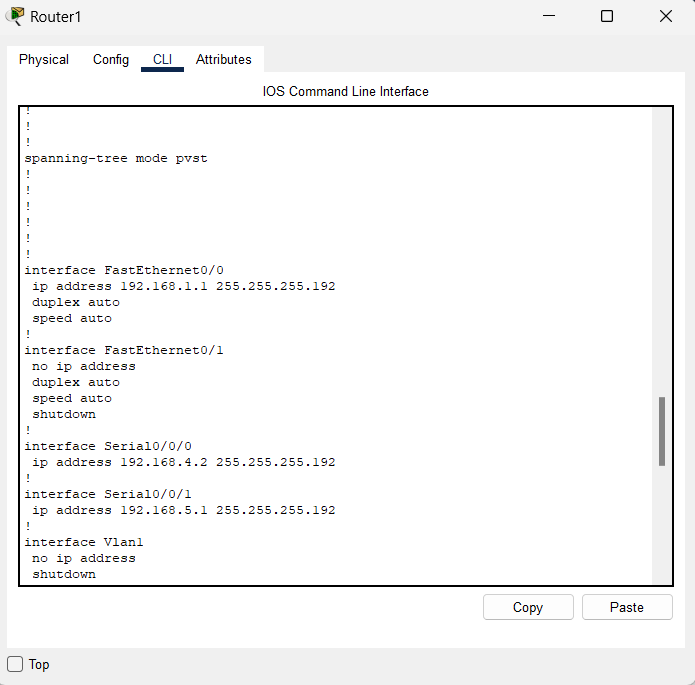 Router1
Physical Config CLI Attributes
IOS Command Line Interface
!
!
!
spanning-tree mode pvst
!
!
!
!
!
!
interface FastEthernet0/0
 ip address 192.168.1.1 255.255.255.192
 duplex auto
 speed auto
!
interface FastEthernet0/1
 no ip address
 duplex auto
 speed auto
 shutdown
!
interface Serial0/0/0
 ip address 192.168.4.2 255.255.255.192
!
interface Serial0/0/1
 ip address 192.168.5.1 255.255.255.192
!
interface Vlan1
 no ip address
 shutdown
Copy Paste
Top